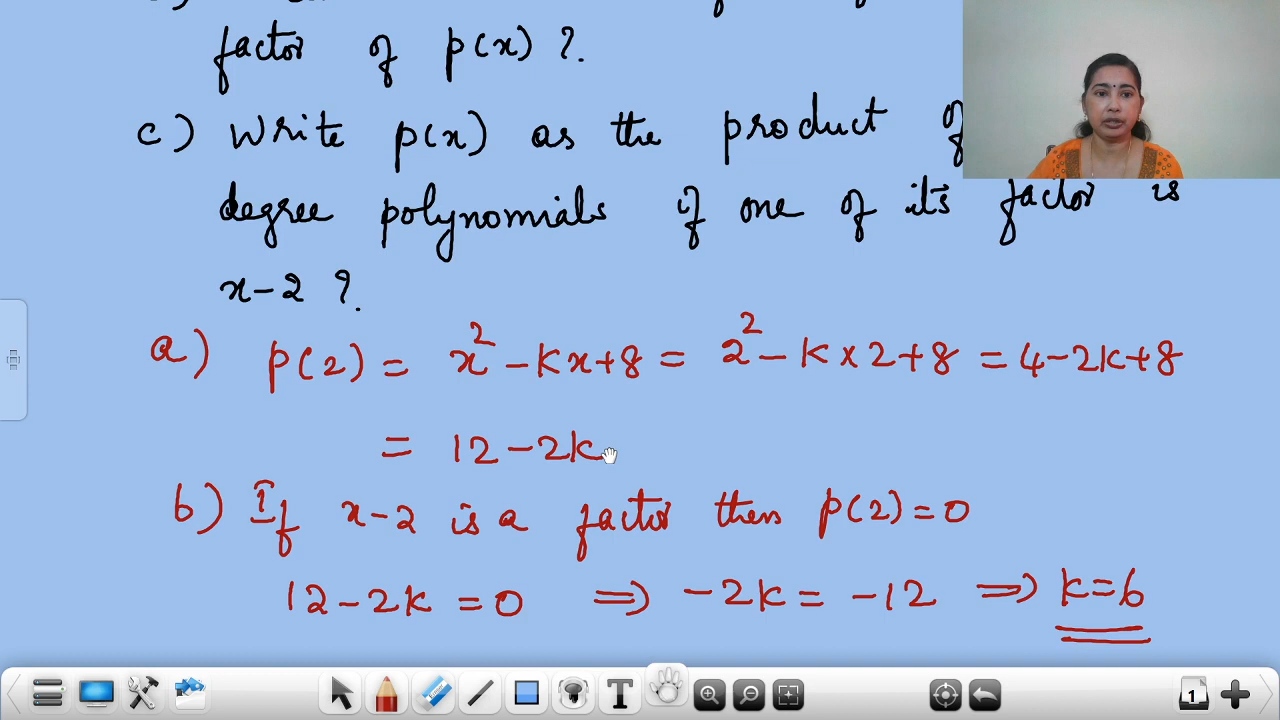 factor of p(x) ?.
c) Write p(x) as the product of
degree polynomials if one of its factor is
x-2 ?.
a) p(2) = x² - kx+8 = 2² - k×2+8 = 4-2k+8
= 12-2k
b) If x-2 is a factor then p(2)=0
12-2k = 0 ⟹ -2k = -12 ⟹ k=6
T 1